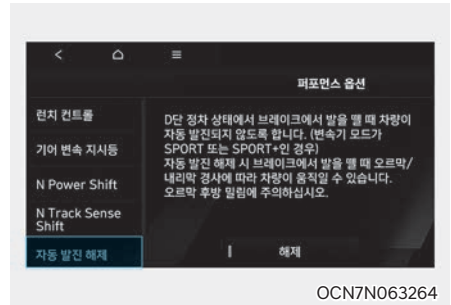 퍼포먼스 옵션
런치 컨트롤
기어 변속 지시등
N Power Shift
N Track Sense
Shift
자동 발진 해제
D단 정차 상태에서 브레이크에서 발을 뗄 때 차량이
자동 발진되지 않도록 합니다. (변속기 모드가
SPORT 또는 SPORT+인 경우)
자동 발진 해제 시 브레이크에서 발을 뗄 때 오르막/
내리막 경사에 따라 차량이 움직일 수 있습니다.
오르막 후방 밀림에 주의하십시오.
해제
OCN7N063264